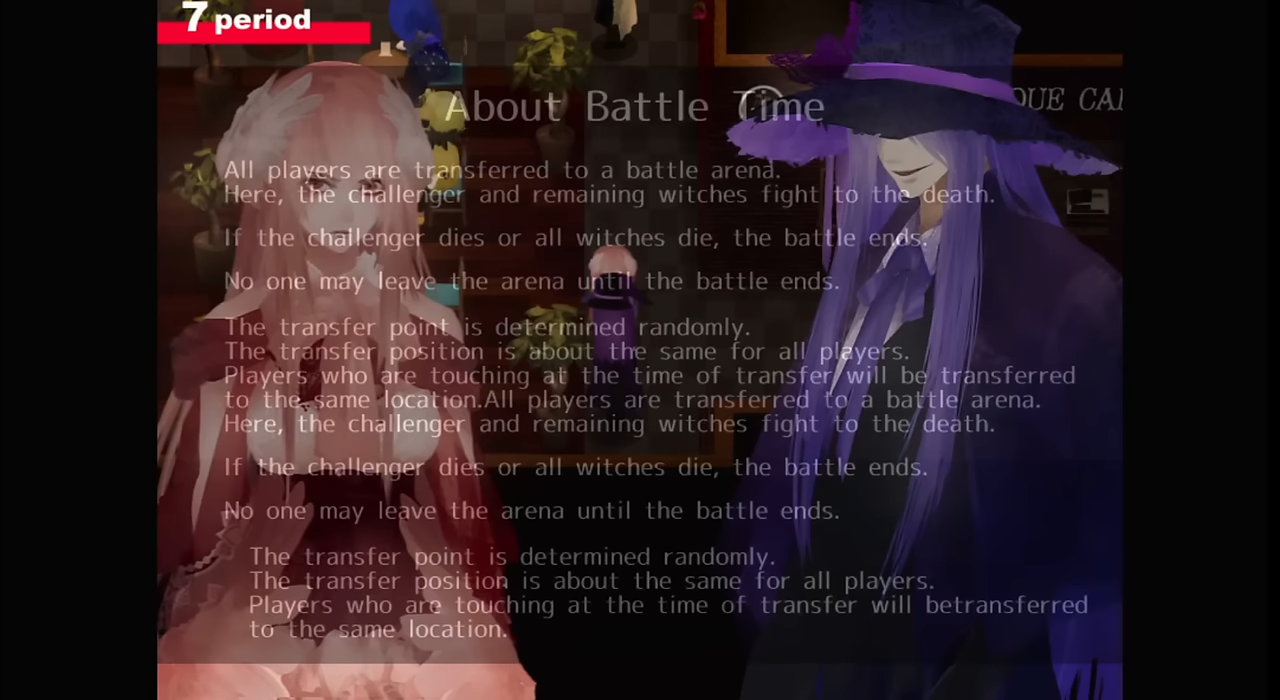 7 period
About Battle Time
OUE CAF
All players are transferred to a battle arena.
Here, the challenger and remaining witches fight to the death.
If the challenger dies or all witches die, the battle ends.
No one may leave the arena until the battle ends.
The transfer point is determined randomly.
The transfer position is about the same for all players.
Players who are touching at the time of transfer will be transferred
to the same location.All players are transferred to a battle arena.
Here, the challenger and remaining witches fight to the death.
If the challenger dies or all witches die, the battle ends.
No one may leave the arena until the battle ends.
The transfer point is determined randomly.
The transfer position is about the same for all players.
Players who are touching at the time of transfer will betransferred
to the same location.